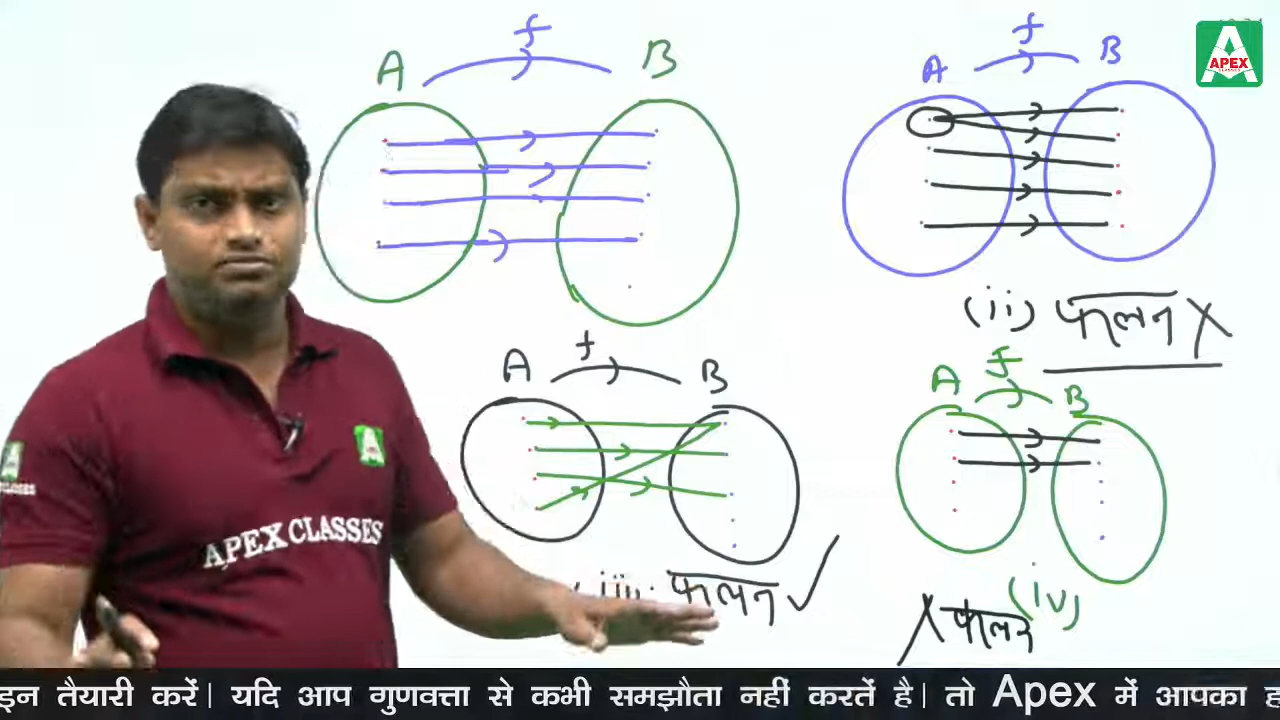 f
A B
f
A B
APEX
CLASSES
(ii) फलन X
f
A B
f
A B
APEX CLASSES
(iii) फलन ✓
(iv)
X फलन
इन तैयारी करें। यदि आप गुणवत्ता से कभी समझौता नहीं करतें है। तो Apex में आपका ह